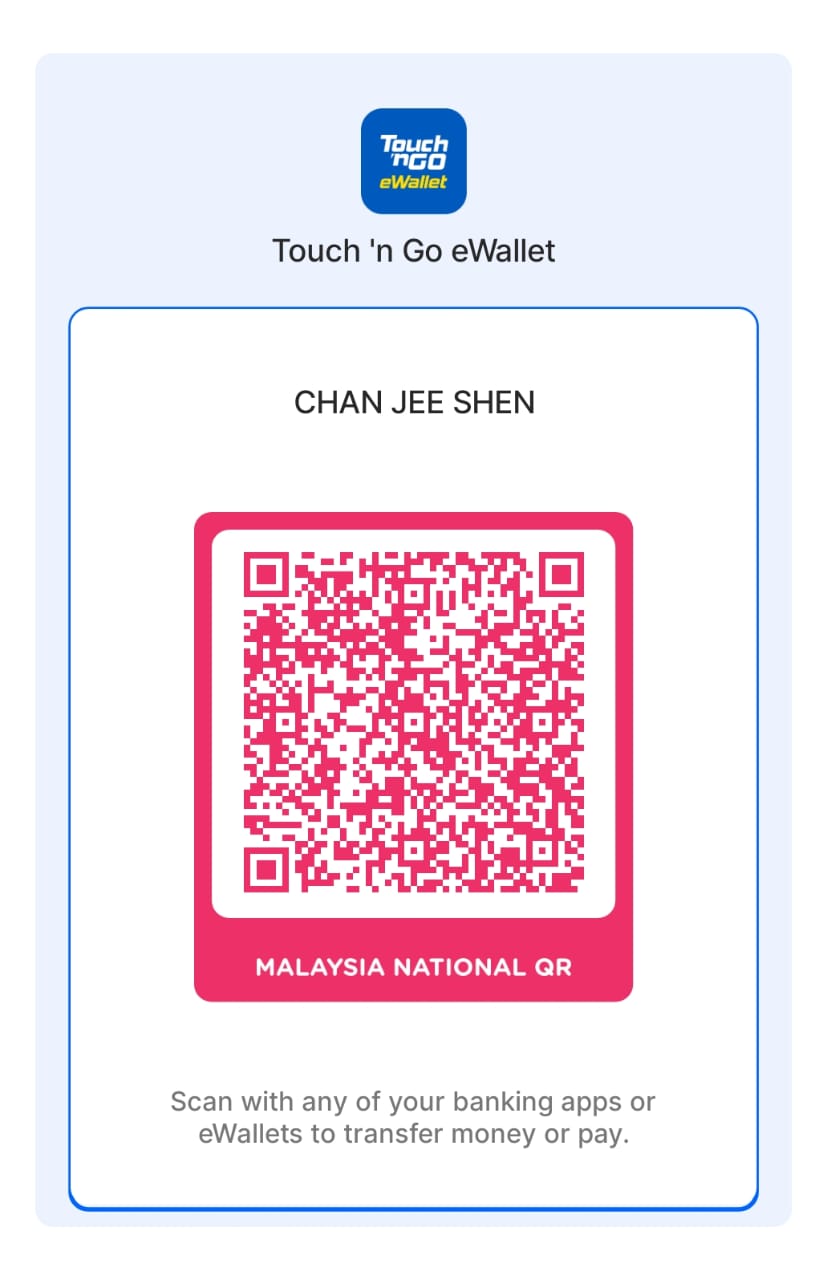 Touch
'nGO
eWallet
Touch 'n Go eWallet
CHAN JEE SHEN
MALAYSIA NATIONAL QR
Scan with any of your banking apps or
eWallets to transfer money or pay.